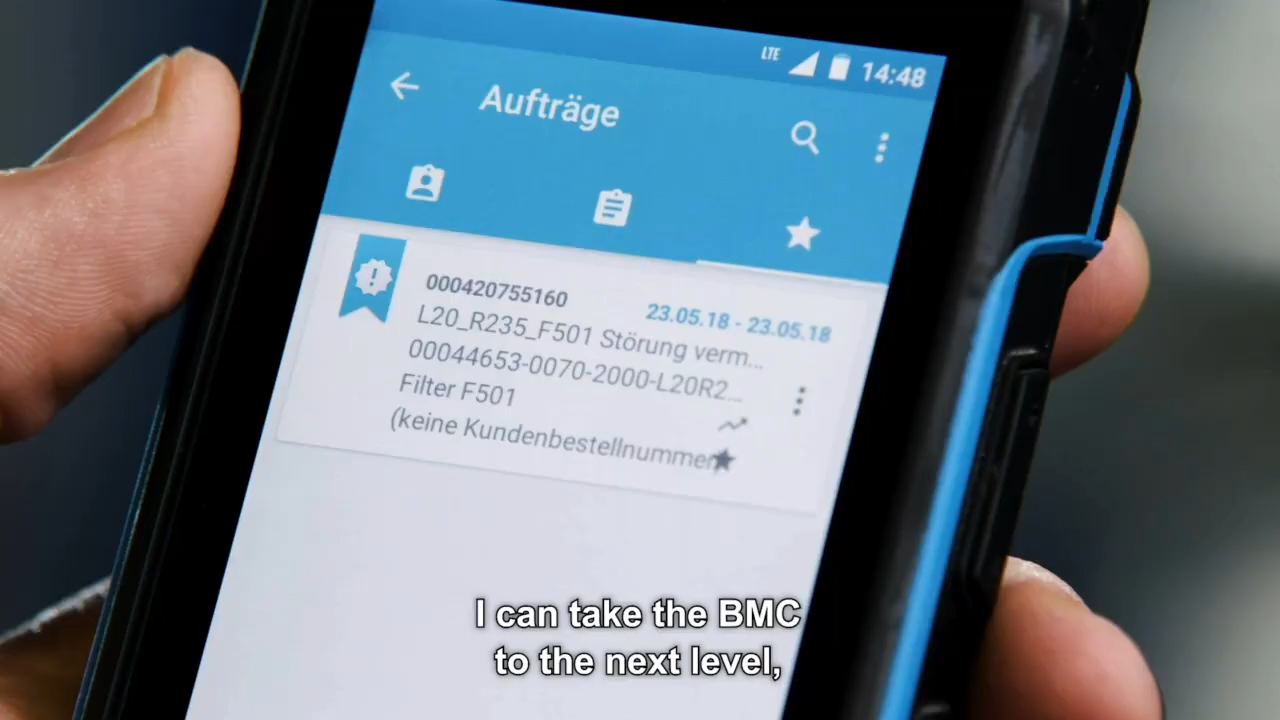 LTE 14:48
Aufträge
000420755160 23.05.18 - 23.05.18
L20_R235_F501 Störung verm...
00044653-0070-2000-L20R2...
Filter F501
(keine Kundenbestellnummer
I can take the BMC
to the next level,